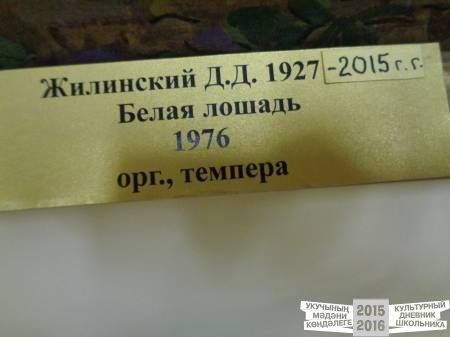 Жилинский Д.Д. 1927 -2015 г.г.
Белая лошадь
1976
орг., темпера
УКУЧЫНЫҢ
МӘДӘНИ
КӨНДӘЛЕГЕ
2015
2016
КУЛЬТУРНЫЙ
ДНЕВНИК
ШКОЛЬНИКА